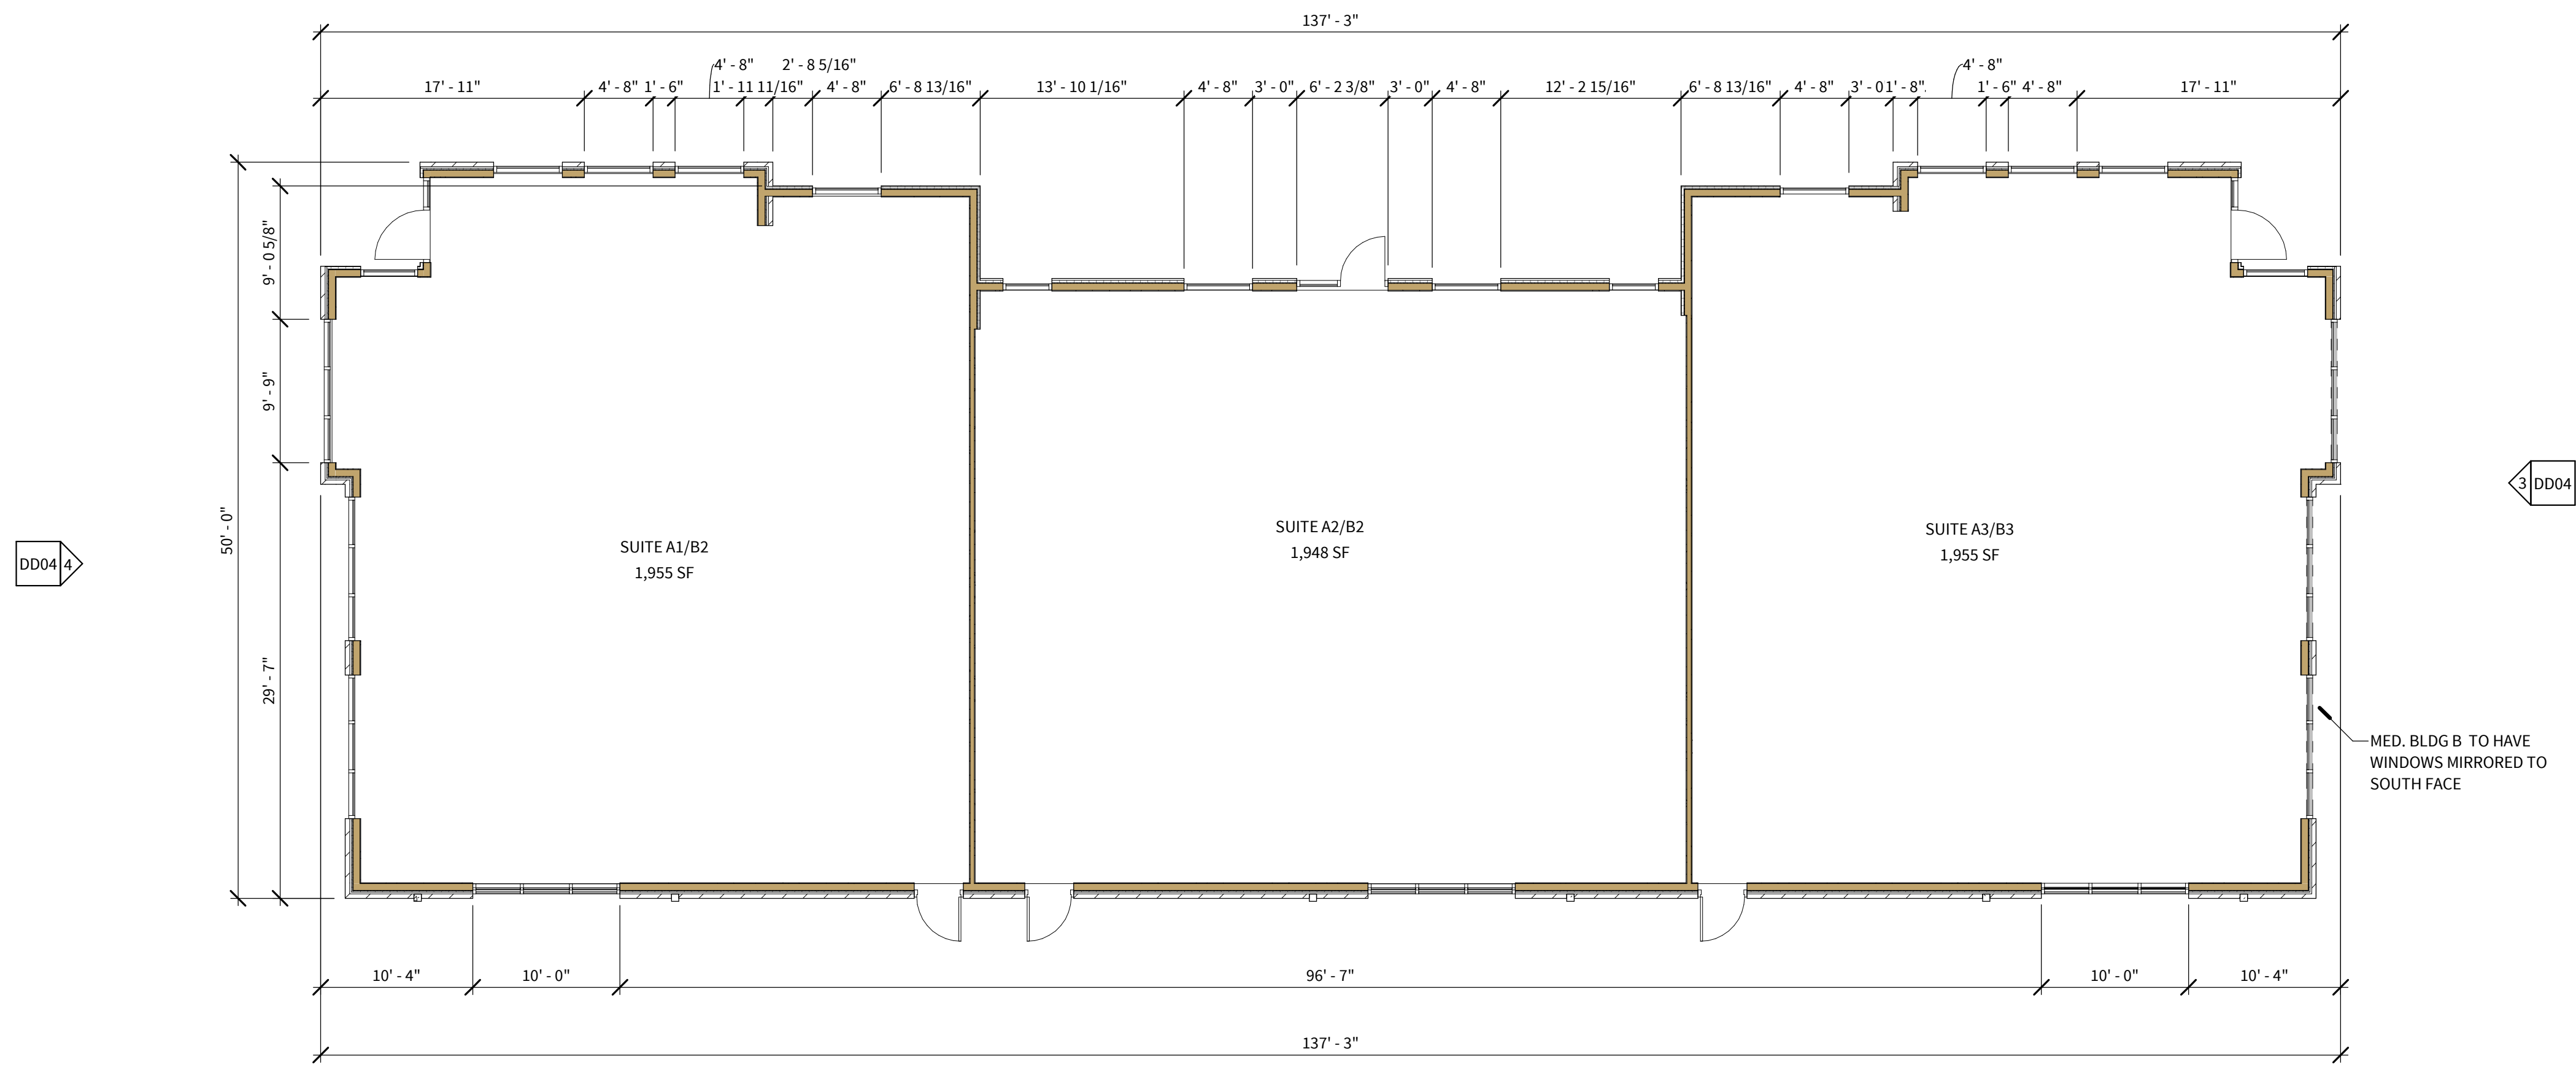 137' - 3"
4' - 8" 2' - 8 5/16" 4' - 8"
17' - 11" 4' - 8" 1' - 6" 1' - 11 11/16" 4' - 8" 6' - 8 13/16" 13' - 10 1/16" 4' - 8" 3' - 0" 6' - 2 3/8" 3' - 0" 4' - 8" 12' - 2 15/16" 6' - 8 13/16" 4' - 8" 3' - 0 1' - 8" 1' - 6" 4' - 8" 17' - 11"
9' - 0 5/8"
9' - 9"
50' - 0"
29' - 7"
DD04 4
SUITE A1/B2
1,955 SF
SUITE A2/B2
1,948 SF
SUITE A3/B3
1,955 SF
3 DD04
MED. BLDG B TO HAVE
WINDOWS MIRRORED TO
SOUTH FACE
10' - 4" 10' - 0" 96' - 7" 10' - 0" 10' - 4"
137' - 3"